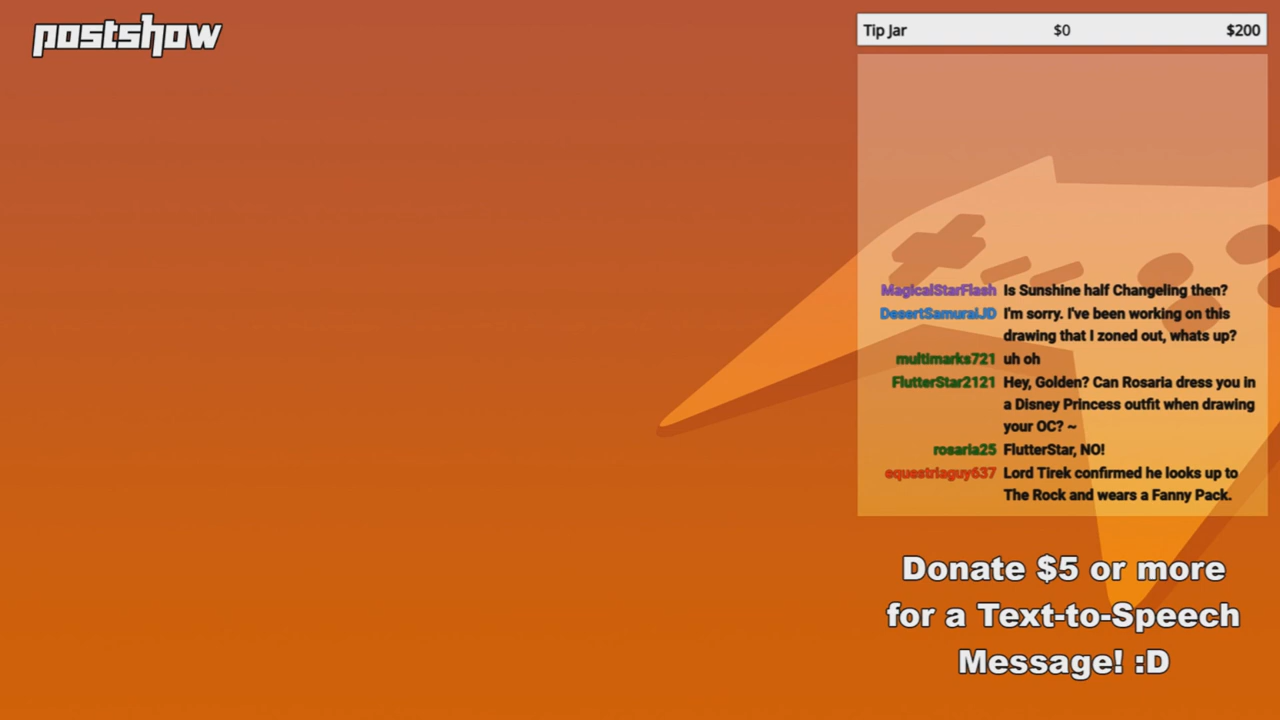 postshow
Tip Jar $0 $200
MagicalStarFlash Is Sunshine half Changeling then?
DesertSamuraiJD I'm sorry. I've been working on this
drawing that I zoned out, whats up?
multimarks721 uh oh
FlutterStar2121 Hey, Golden? Can Rosaria dress you in
a Disney Princess outfit when drawing
your OC? ~
rosaria25 FlutterStar, NO!
equestriaguy637 Lord Tirek confirmed he looks up to
The Rock and wears a Fanny Pack.
Donate $5 or more
for a Text-to-Speech
Message! :D